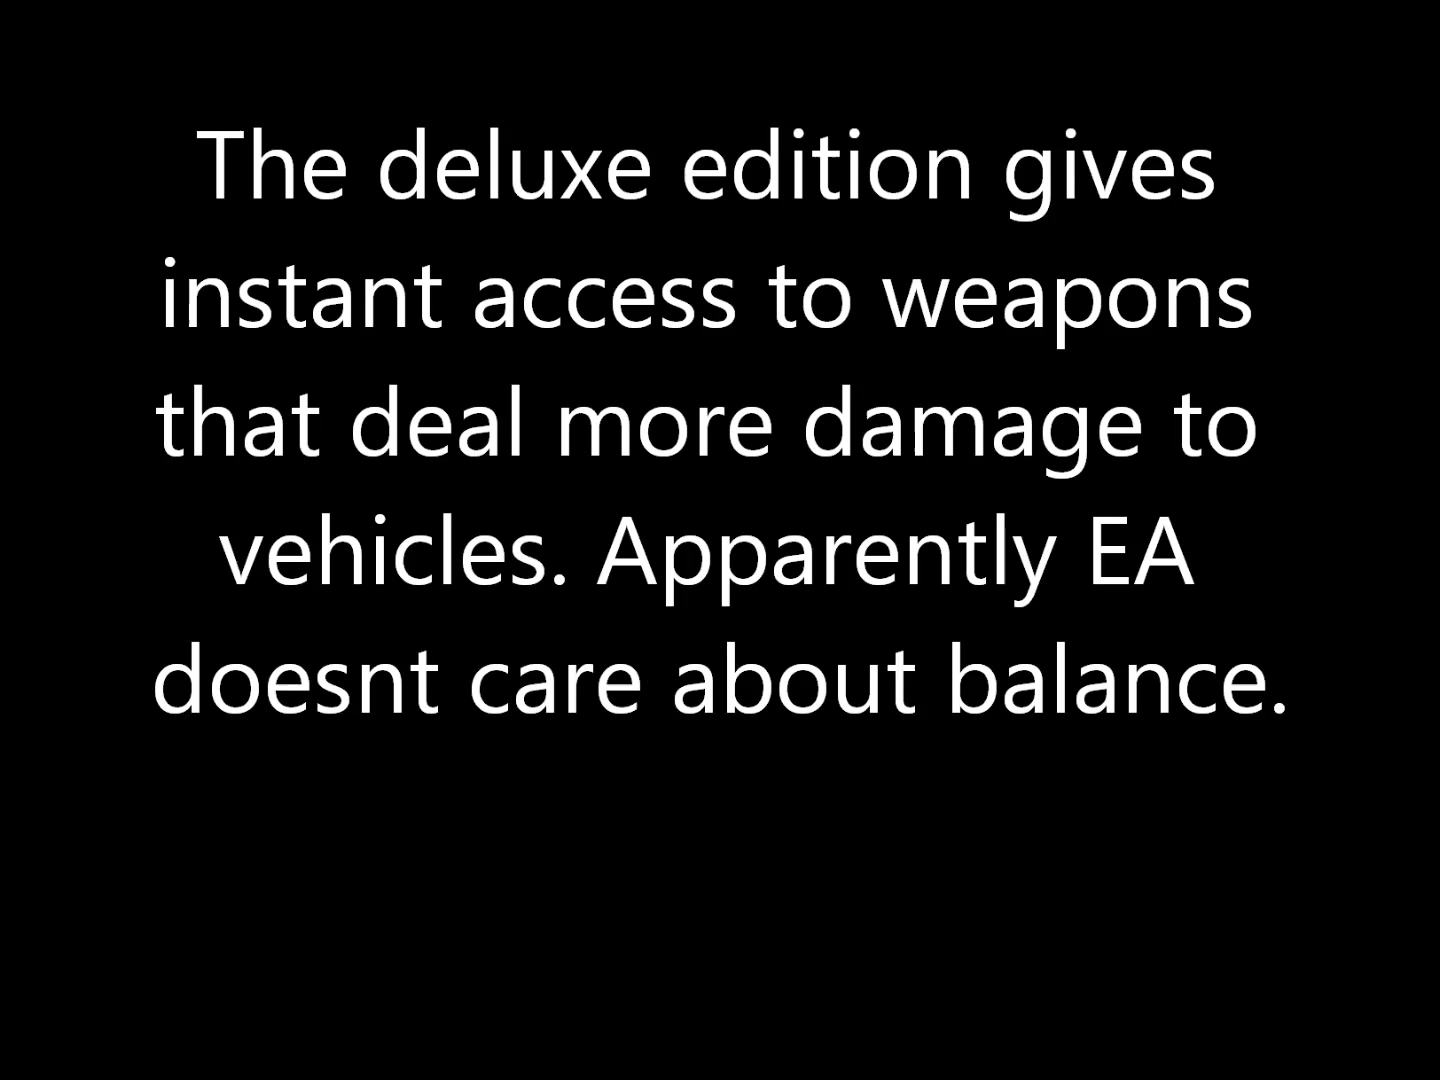 The deluxe edition gives
instant access to weapons
that deal more damage to
vehicles. Apparently EA
doesnt care about balance.